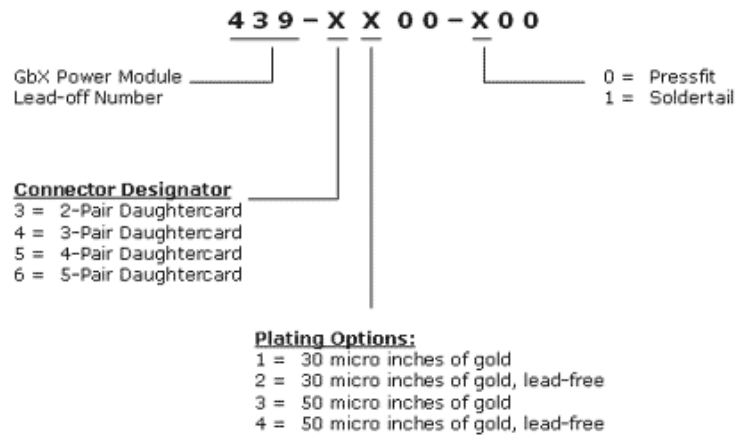 439-XX00-X00
GbX Power Module
Lead-off Number
0 = Pressfit
1 = Soldertail
Connector Designator
3 = 2-Pair Daughtercard
4 = 3-Pair Daughtercard
5 = 4-Pair Daughtercard
6 = 5-Pair Daughtercard
Plating Options:
1 = 30 micro inches of gold
2 = 30 micro inches of gold, lead-free
3 = 50 micro inches of gold
4 = 50 micro inches of gold, lead-free